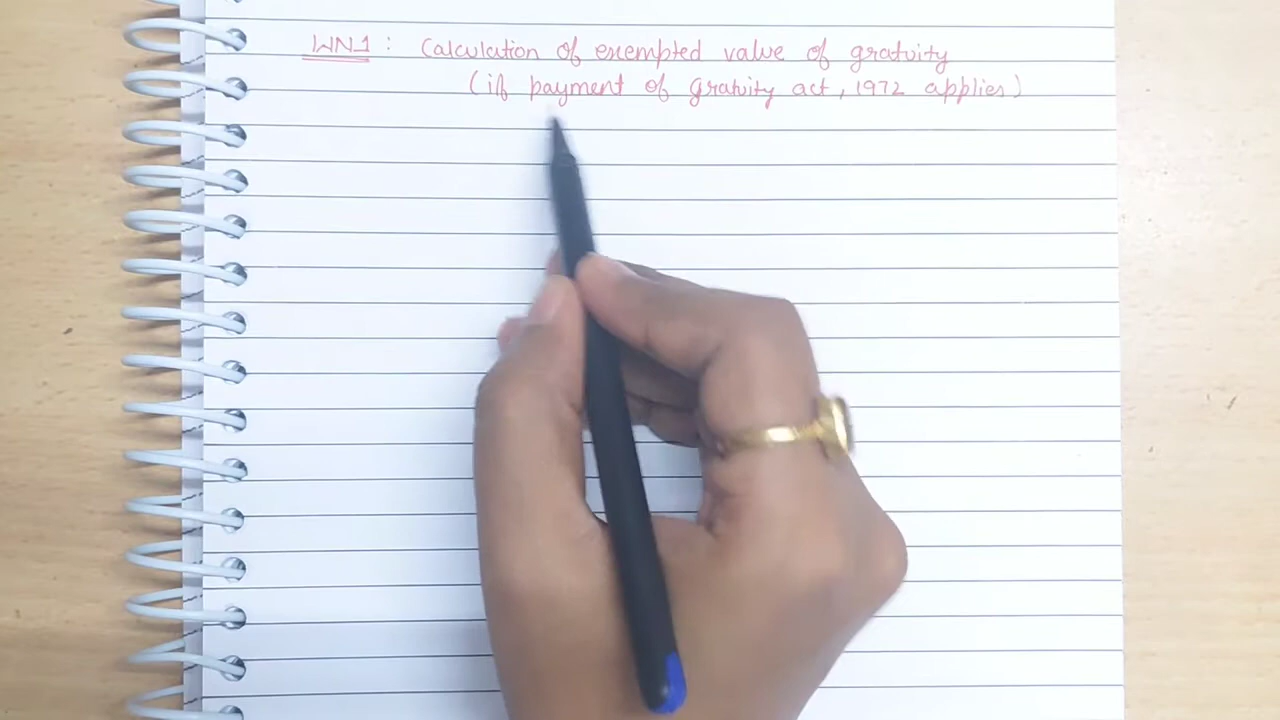 WN1 : Calculation of exempted value of gratuity
(if payment of gratuity act, 1972 applies)